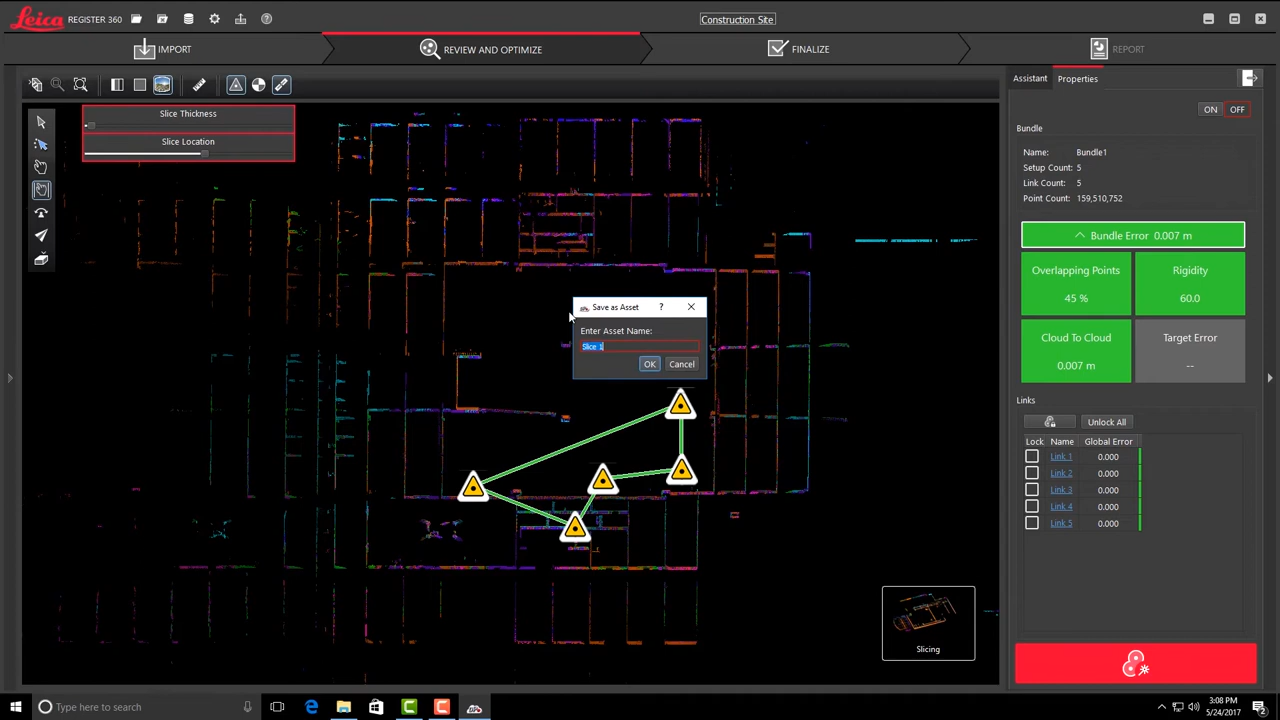 Leica REGISTER 360
Construction Site
IMPORT
REVIEW AND OPTIMIZE
FINALIZE
REPORT
Slice Thickness
Slice Location
Assistant
Properties
ON
OFF
Bundle
Name: Bundle1
Setup Count: 5
Link Count: 5
Point Count: 159,510,752
Bundle Error 0.007 m
Overlapping Points
45 %
Rigidity
60.0
Cloud To Cloud
0.007 m
Target Error
--
Links
Unlock All
Lock Name Global Error
Link 1 0.000
Link 2 0.000
Link 3 0.000
Link 4 0.000
Link 5 0.000
Save as Asset ?
Enter Asset Name:
Slice 1
OK Cancel
Slicing
Type here to search
3:08 PM
5/24/2017
2